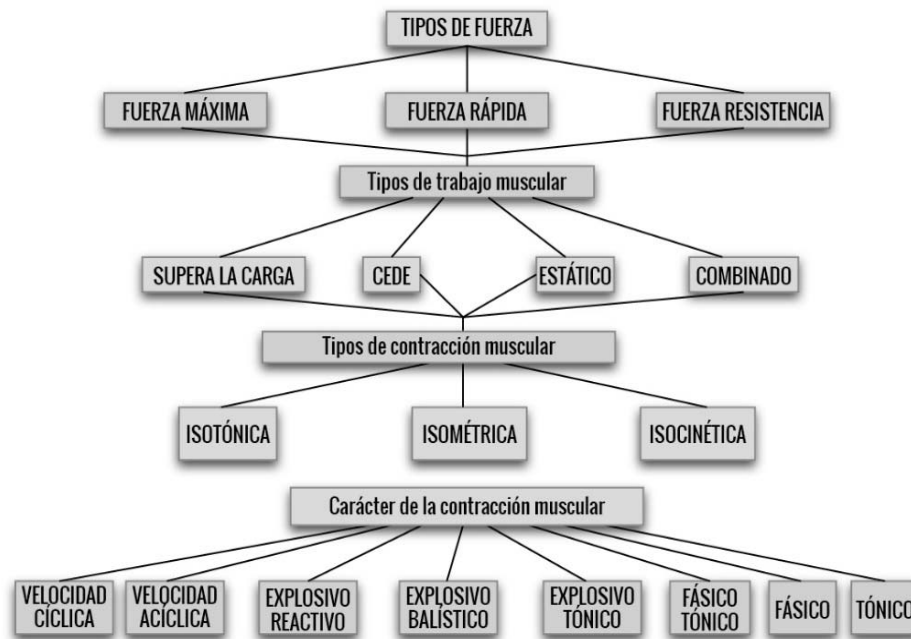 TIPOS DE FUERZA
FUERZA MÁXIMA
FUERZA RÁPIDA
FUERZA RESISTENCIA
Tipos de trabajo muscular
SUPERA LA CARGA
CEDE
ESTÁTICO
COMBINADO
Tipos de contracción muscular
ISOTÓNICA
ISOMÉTRICA
ISOCINÉTICA
Carácter de la contracción muscular
VELOCIDAD
CÍCLICA
VELOCIDAD
ACÍCLICA
EXPLOSIVO
REACTIVO
EXPLOSIVO
BALÍSTICO
EXPLOSIVO
TÓNICO
FÁSICO
TÓNICO
FÁSICO
TÓNICO